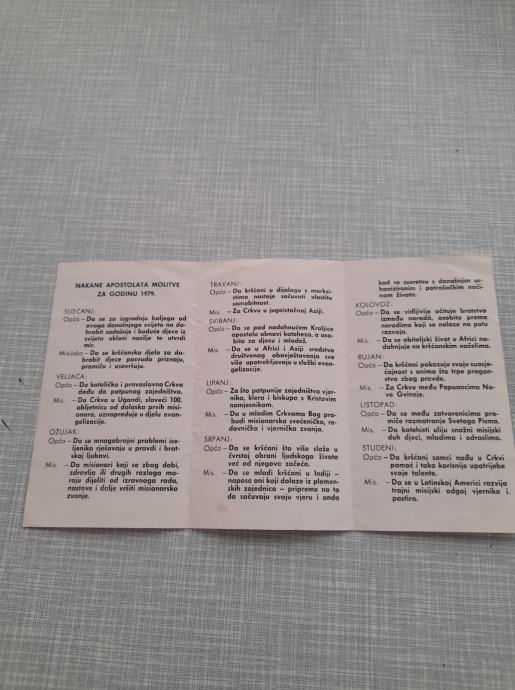 NAKANE APOSTOLATA MOLITVE
ZA GODINU 1979.
SIJEČANJ:
Opća – Da se za izgradnju boljega od
ovoga današnjega svijeta na do-
brobit sadašnje i buduće djece iz
svijeta ukloni nasilje te utvrdi
mir.
Misijska – Da se kršćanska djela za do-
brobit djece posvuda priznaju,
promiču i usavršuju.
VELJAČA:
Opća – Da katolička i pravoslavna Crkva
dođu do potpunog zajedništva.
Mis. – Da Crkva u Ugandi, slaveći 100.
obljetnicu od dolaska prvih misi-
onara, uznapreduje u djelu evan-
gelizacije.
OŽUJAK:
Opća – Da se mnogobrojni problemi ise-
ljenika rješavaju u pravdi i brat-
skoj ljubavi.
Mis. – Da misionari koji se zbog dobi,
zdravlja ili drugih razloga mo-
raju dijeliti od izravnoga rada,
nastave i dalje vršiti misionarsko
zvanje.
TRAVANJ:
Opća – Da kršćani u dijalogu s marksi-
stima nastoje sačuvati vlastitu
samobitnost.
Mis. – Za Crkvu u jugoistočnoj Aziji.
SVIBANJ:
Opća – Da se pod nadahnućem Kraljice
apostola obnovi kateheza, a oso-
bito za djecu i mladež.
Mis. – Da se u Africi i Aziji sredstva
društvenog obavještavanja sve
više upotrebljavaju u službi evan-
gelizacije.
LIPANJ:
Opća – Za što potpunije zajedništvo vjer-
nika, klera i biskupa s Kristovim
namjesnikom.
Mis. – Da u mladim Crkvama Bog pro-
budi misionarska svećenička, re-
dovnička i vjernička zvanja.
SRPANJ:
Opća – Da se kršćani što više slože u
čvrstoj obrani ljudskoga života
već od njegova začeća.
Mis. – Da se mladi kršćani u Indiji –
napose oni koji dolaze iz plemen-
skih zajednica – pripreme na to
da sačuvaju svoju vjeru i onda
kad se susretnu s današnjim ur-
baniziranim i potrošačkim nači-
nom života.
KOLOVOZ:
Opća – Da se vidljivije očituje bratstvo
između naroda, osobito prema
narodima koji se nalaze na putu
razvoja.
Mis. – Da se obiteljski život u Africi na-
dahnjuje na kršćanskim načelima.
RUJAN:
Opća – Da kršćani pokazuju svoju suosje-
ćajnost s onima što trpe progon-
stvo zbog pravde.
Mis. – Za Crkvu među Papuancima No-
ve Gvineje.
LISTOPAD:
Opća – Da se među zatvorenicima pro-
miče razmatranje Svetoga Pisma.
Mis. – Da katehisti uliju snažni misijski
duh djeci, mladima i odraslima.
STUDENI:
Opća – Da kršćani samci nađu u Crkvi
pomoć i tako korisnije upotrijebe
svoje talente.
Mis. – Da se u Latinskoj Americi razvija
trajni misijski odgoj vjernika i
pastira.